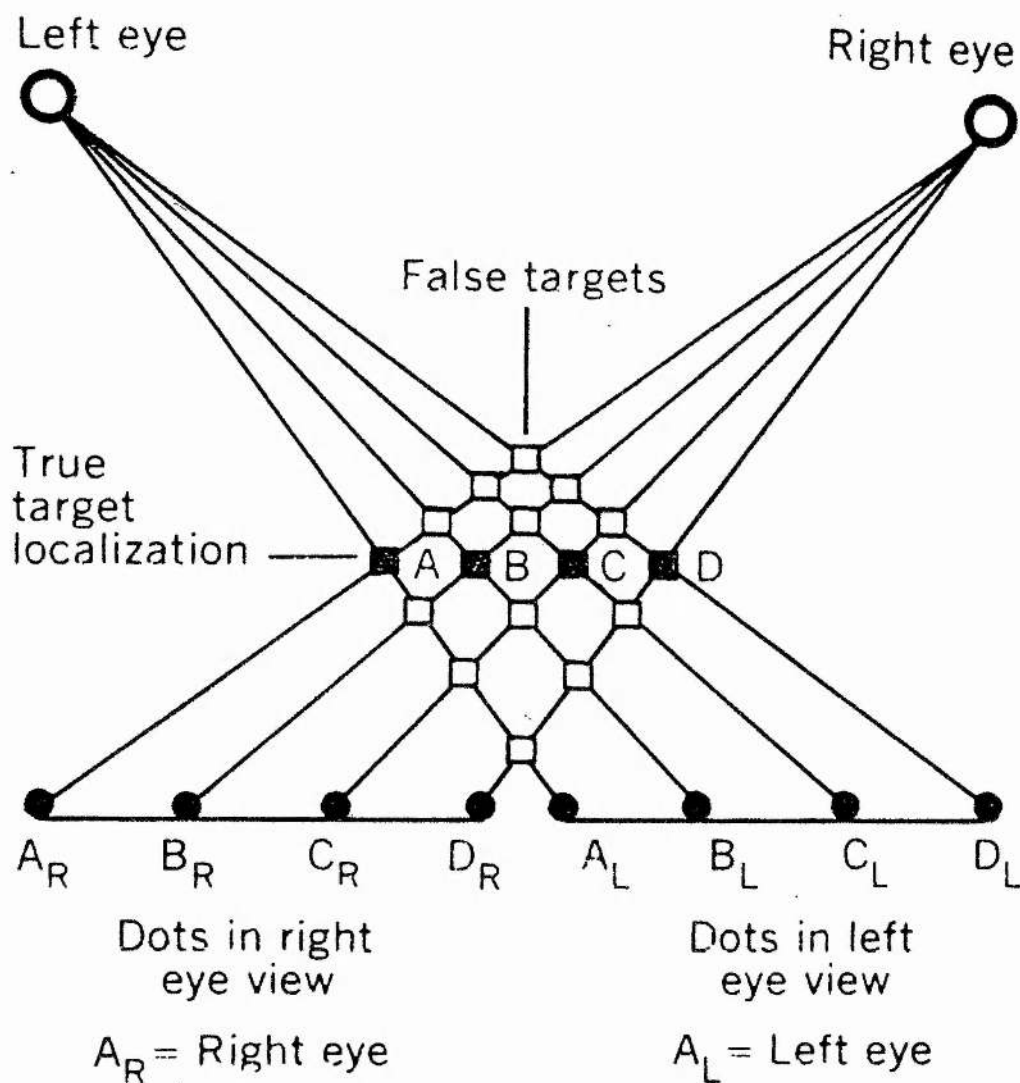 Left eye
Right eye
False targets
True
target
localization
A B C D
A_R B_R C_R D_R A_L B_L C_L D_L
Dots in right
eye view
Dots in left
eye view
A_R = Right eye
A_L = Left eye